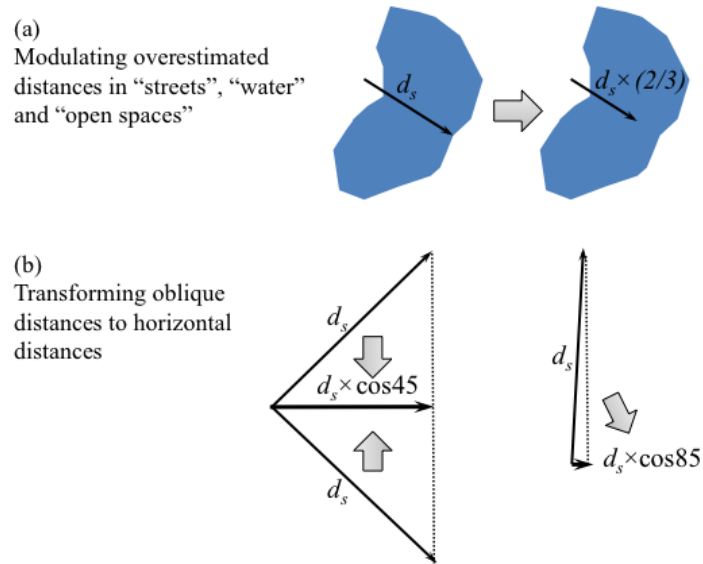 (a)
Modulating overestimated
distances in “streets”, “water”
and “open spaces”
dₛ
dₛ× (2/3)
(b)
Transforming oblique
distances to horizontal
distances
dₛ
dₛ× cos45
dₛ
dₛ
dₛ×cos85